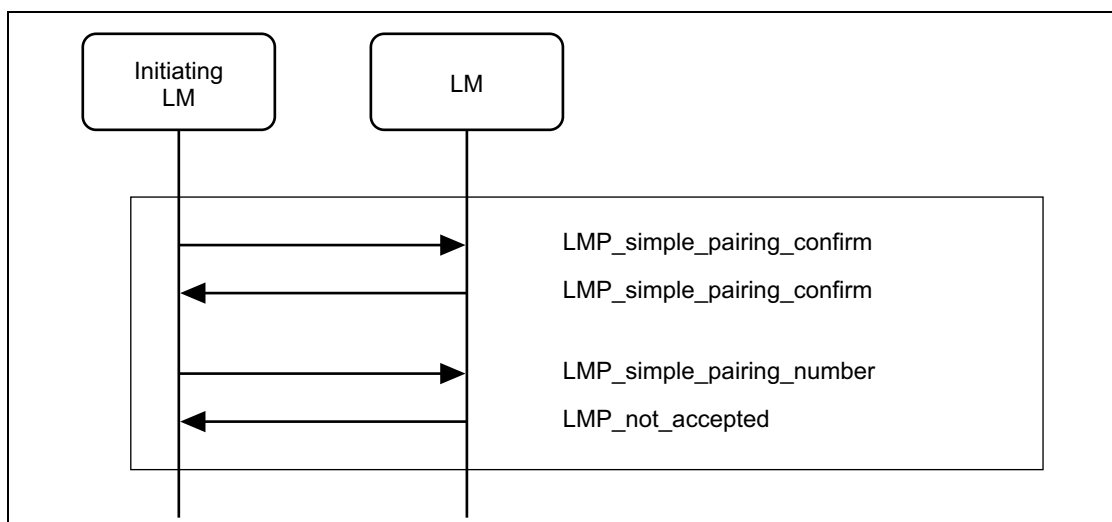 Initiating
LM
LM
LMP_simple_pairing_confirm
LMP_simple_pairing_confirm
LMP_simple_pairing_number
LMP_not_accepted